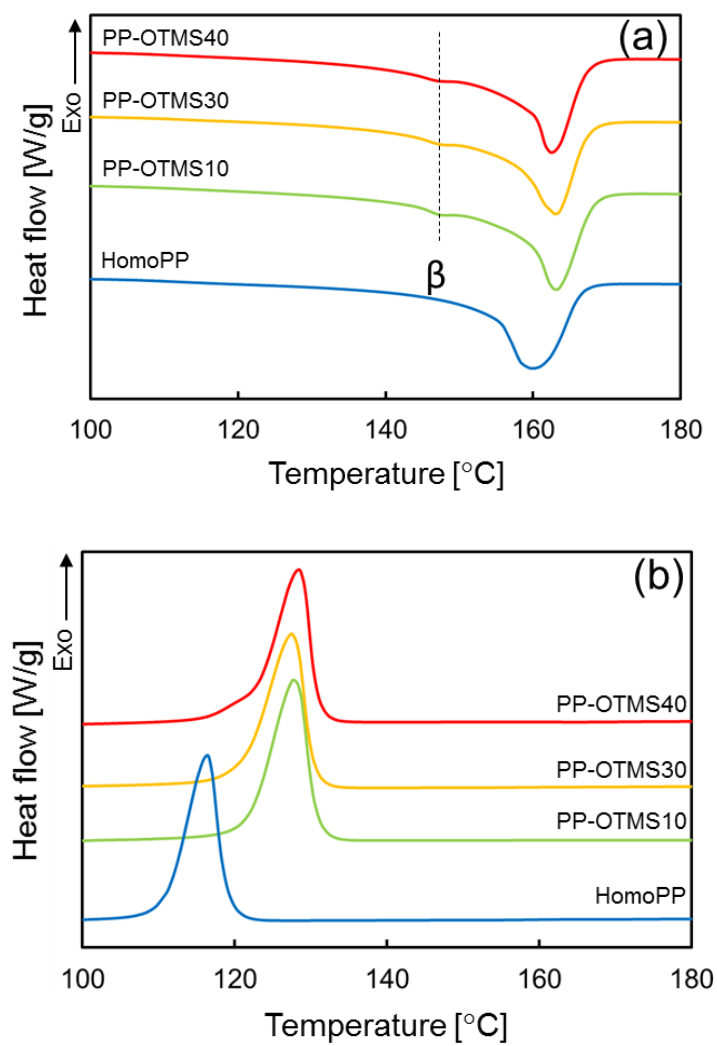 (a)
PP-OTMS40
PP-OTMS30
PP-OTMS10
HomoPP
β
Exo
Heat flow [W/g]
100 120 140 160 180
Temperature [°C]
(b)
Exo
Heat flow [W/g]
PP-OTMS40
PP-OTMS30
PP-OTMS10
HomoPP
100 120 140 160 180
Temperature [°C]